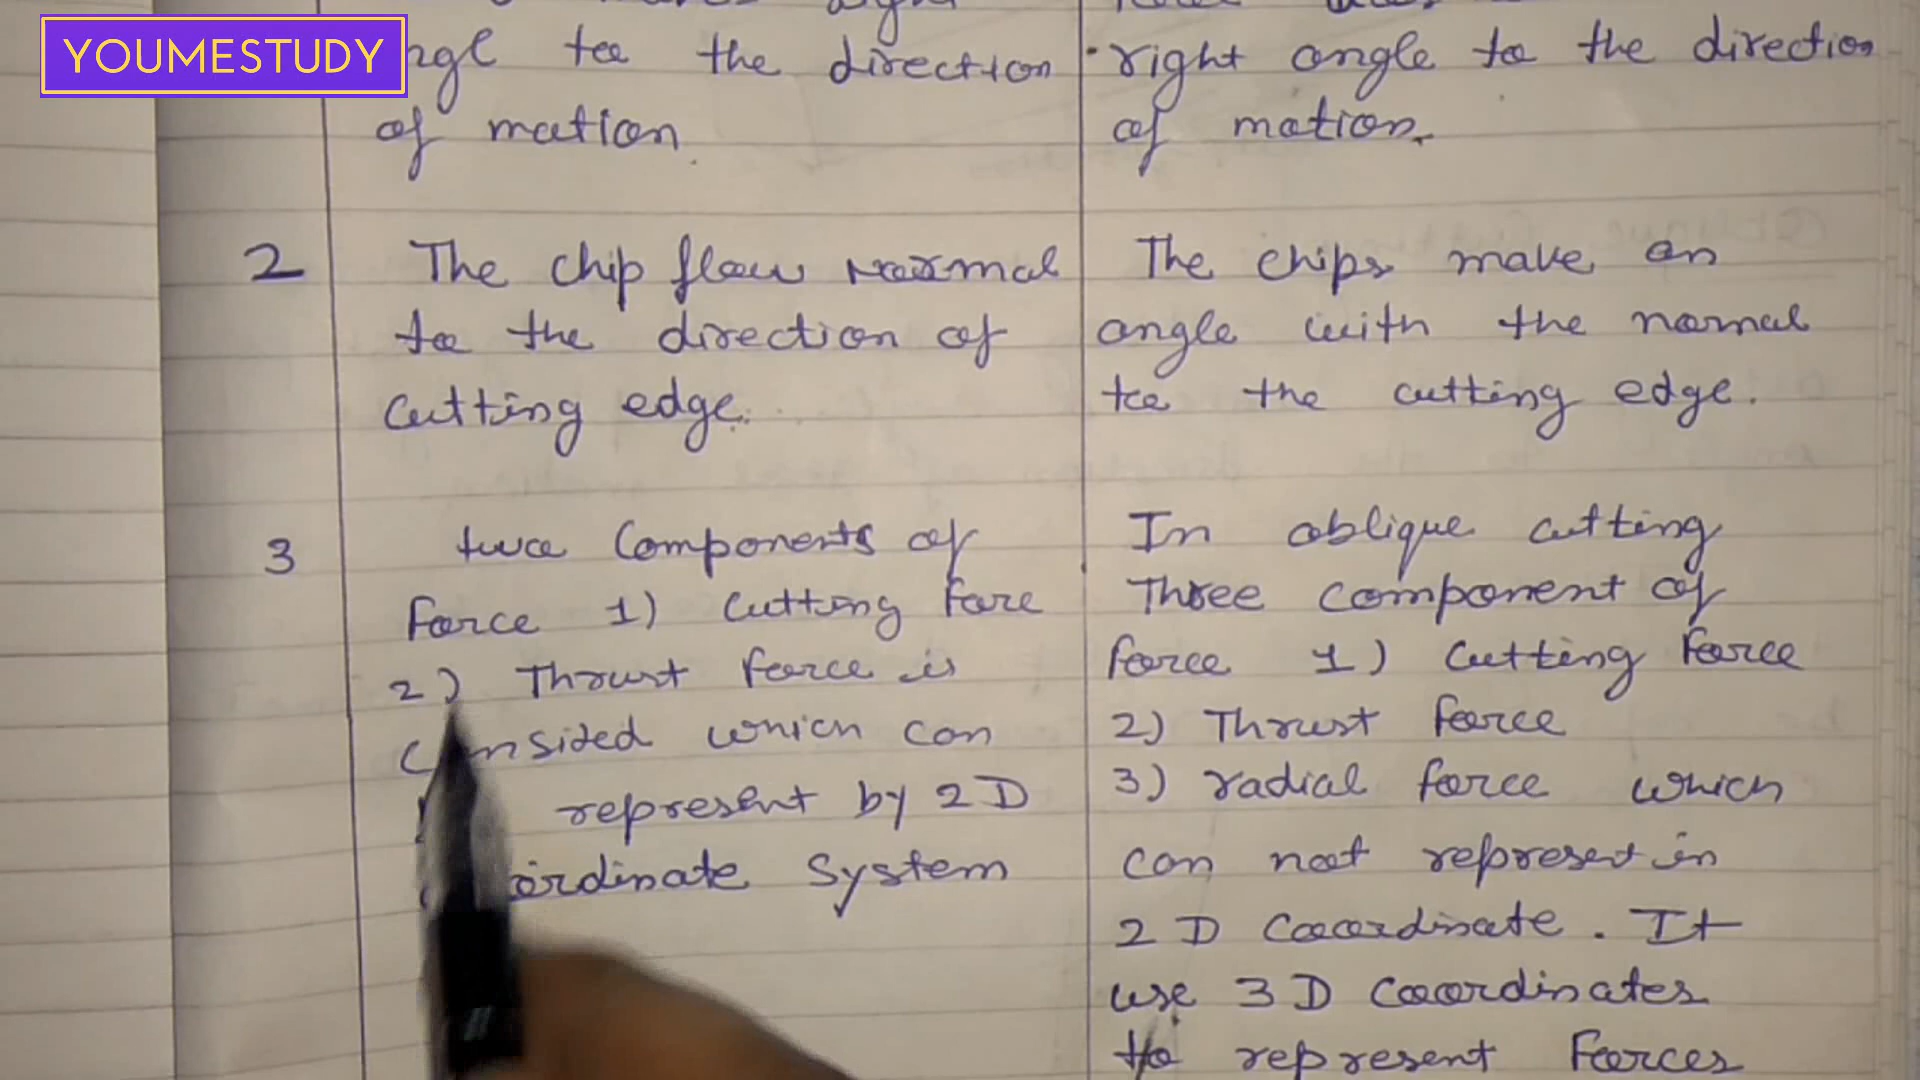 YOUMESTUDY
to the direction
of motion
right angle to the direction
of motion.
2
The chip flow normal
to the direction of
cutting edge.
The chips make an
angle with the normal
to the cutting edge.
3
two Components of
Force 1) Cutting Fore
2) Thrust Force is
which can
represent by 2D
System
In oblique cutting
Three component of
force 1) Cutting Force
2) Thrust Force
3) radial force which
can not represent in
2D Coordinate. It
use 3D Coordinates
to represent Forces